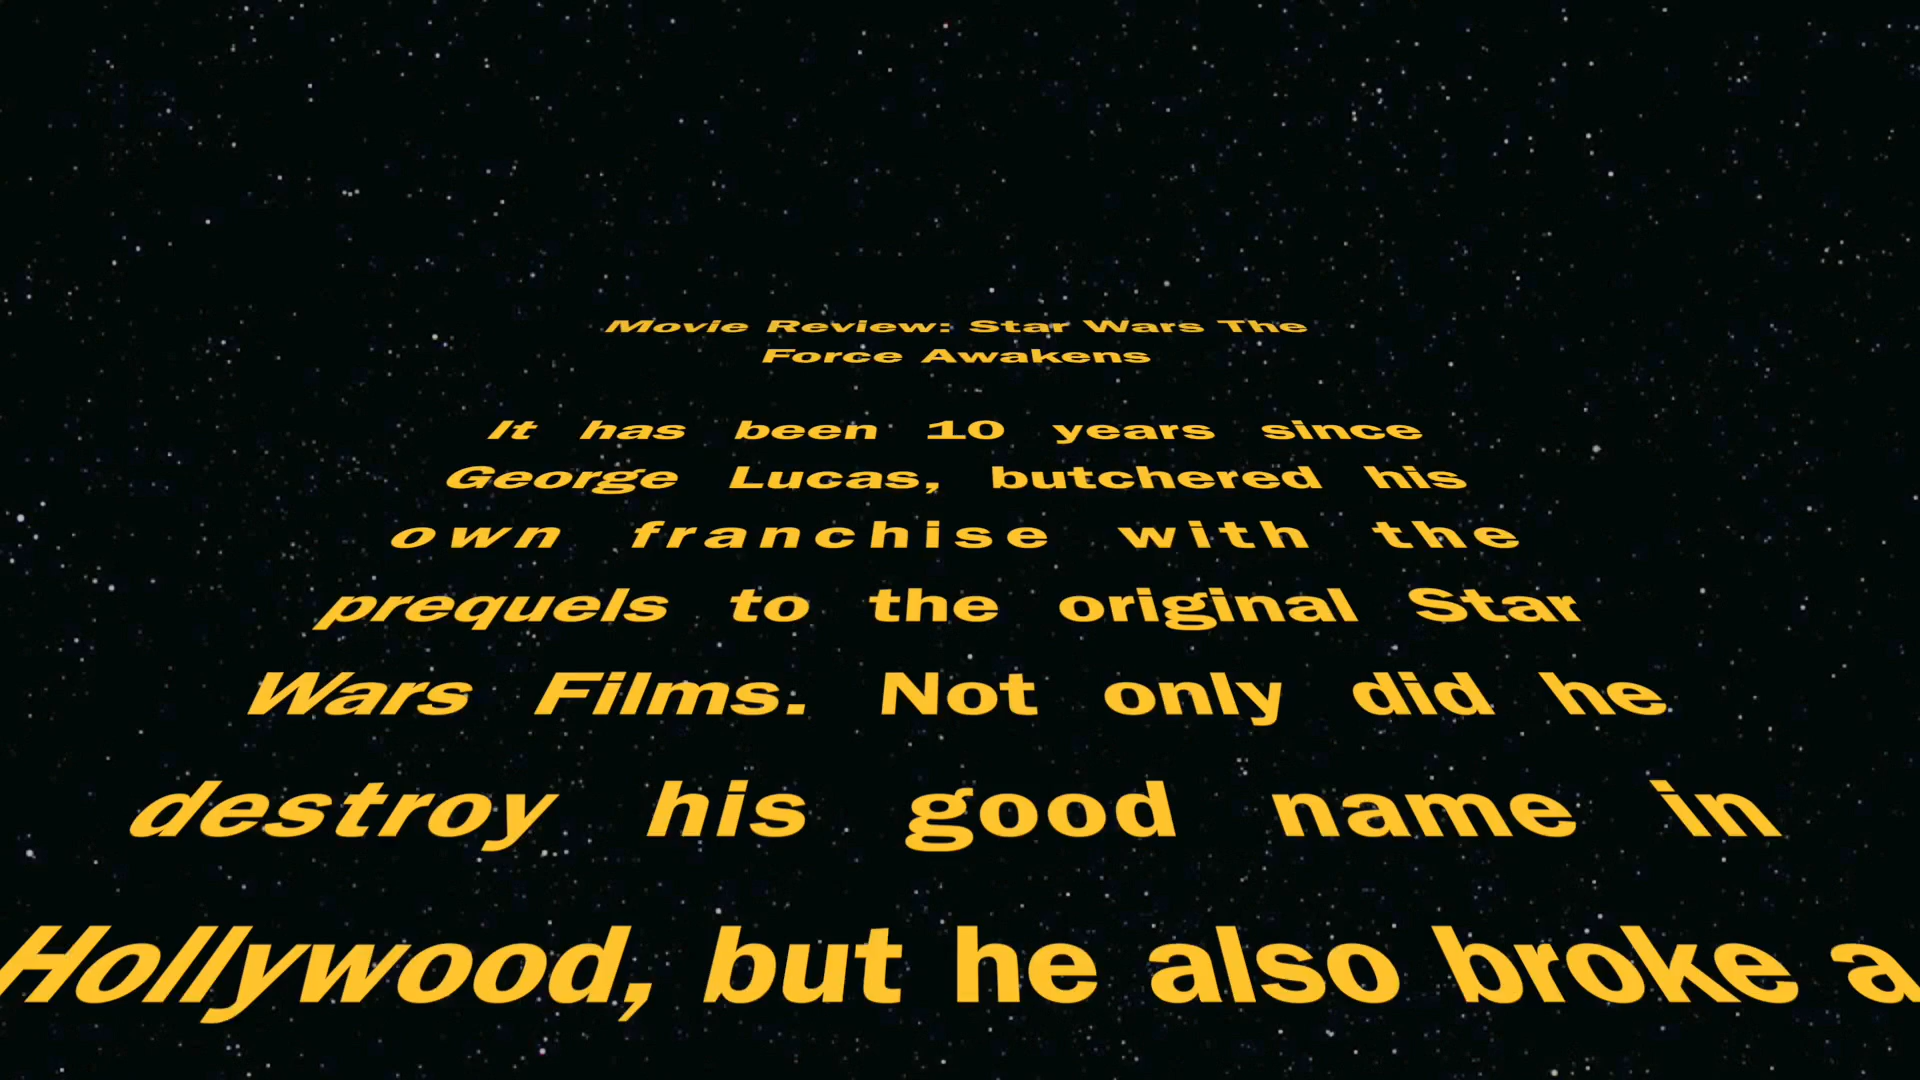 Movie Review: Star Wars The
Force Awakens
It has been 10 years since
George Lucas, butchered his
own franchise with the
prequels to the original Star
Wars Films. Not only did he
destroy his good name in
Hollywood, but he also broke a